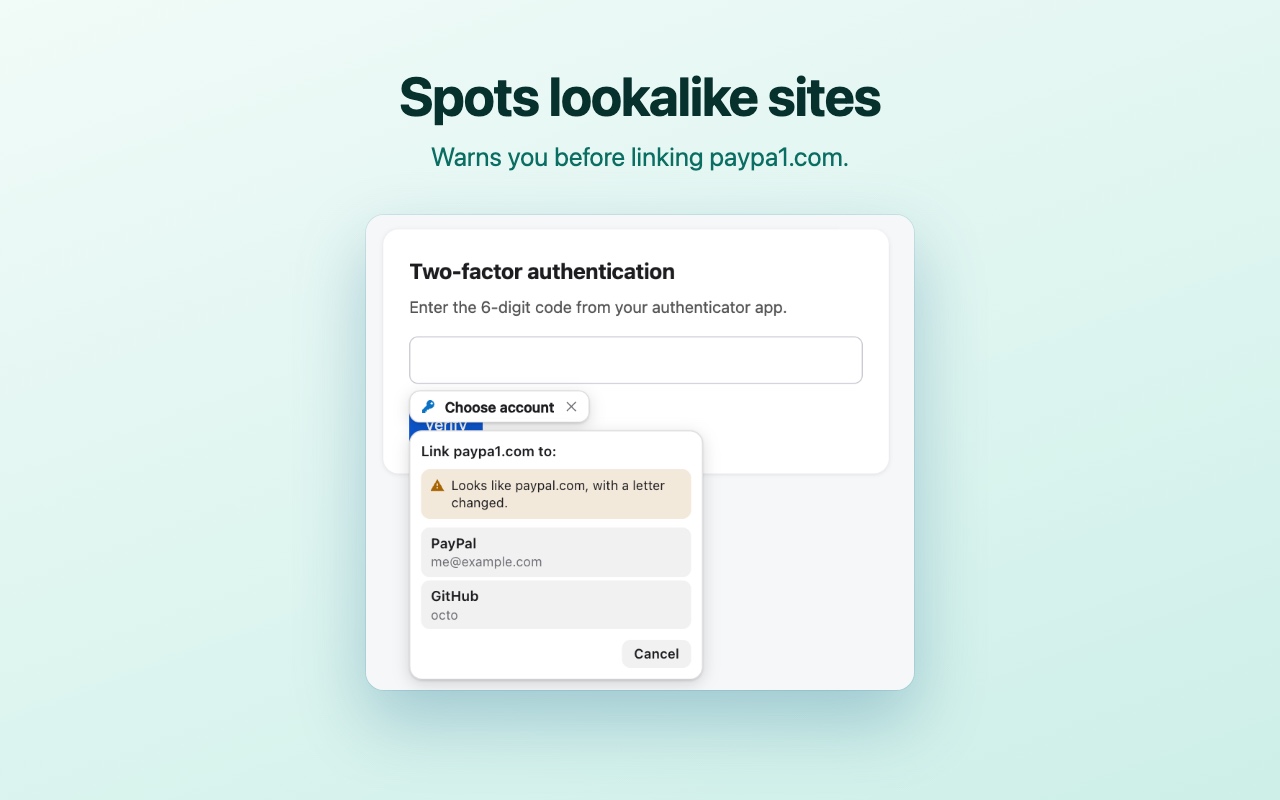 Spots lookalike sites
Warns you before linking paypa1.com.
Two-factor authentication
Enter the 6-digit code from your authenticator app.
Choose account
Verify
Link paypa1.com to:
Looks like paypal.com, with a letter
changed.
PayPal
me@example.com
GitHub
octo
Cancel